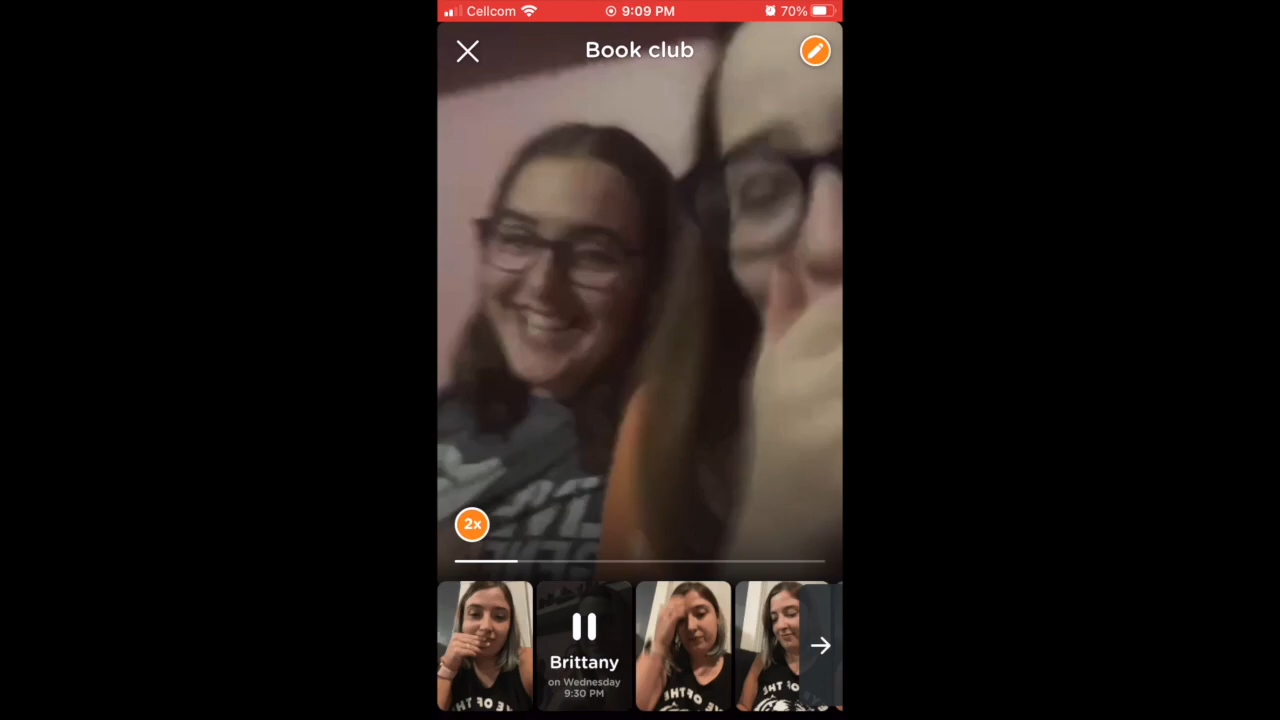 Cellcom 9:09 PM 70%
Book club
2x
Brittany
on Wednesday
9:30 PM